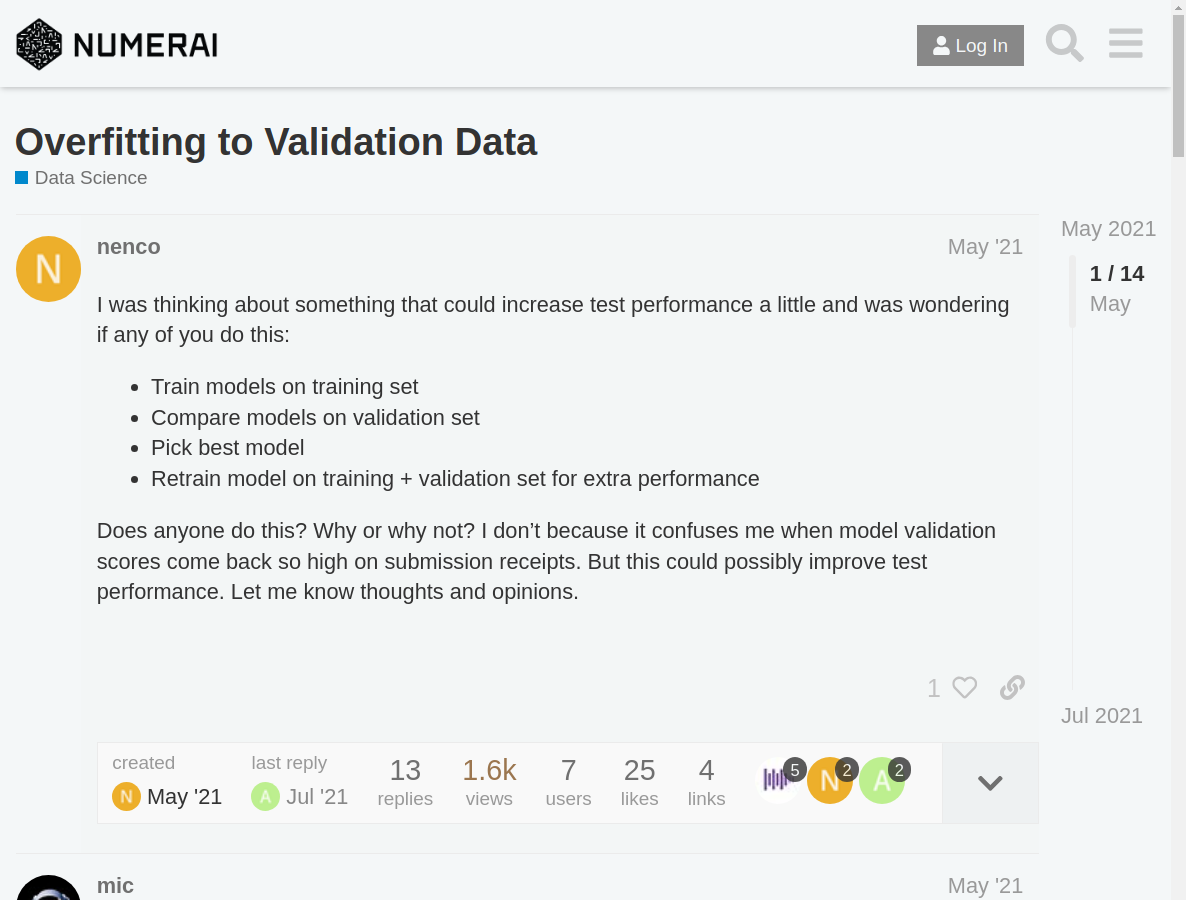 NUMERAI
Log In
Overfitting to Validation Data
Data Science
nenco
May '21
I was thinking about something that could increase test performance a little and was wondering
if any of you do this:
Train models on training set
Compare models on validation set
Pick best model
Retrain model on training + validation set for extra performance
Does anyone do this? Why or why not? I don’t because it confuses me when model validation
scores come back so high on submission receipts. But this could possibly improve test
performance. Let me know thoughts and opinions.
1
created
N May '21
last reply
A Jul '21
13
replies
1.6k
views
7
users
25
likes
4
links
5
N 2
A 2
May 2021
1 / 14
May
Jul 2021
N
mic
May '21